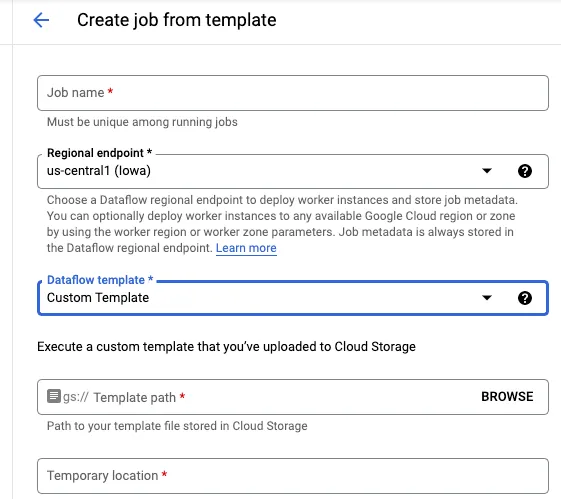 Create job from template
Job name *
Must be unique among running jobs
Regional endpoint *
us-central1 (Iowa)
Choose a Dataflow regional endpoint to deploy worker instances and store job metadata.
You can optionally deploy worker instances to any available Google Cloud region or zone
by using the worker region or worker zone parameters. Job metadata is always stored in
the Dataflow regional endpoint. Learn more
Dataflow template *
Custom Template
Execute a custom template that you've uploaded to Cloud Storage
gs:// Template path * BROWSE
Path to your template file stored in Cloud Storage
Temporary location *